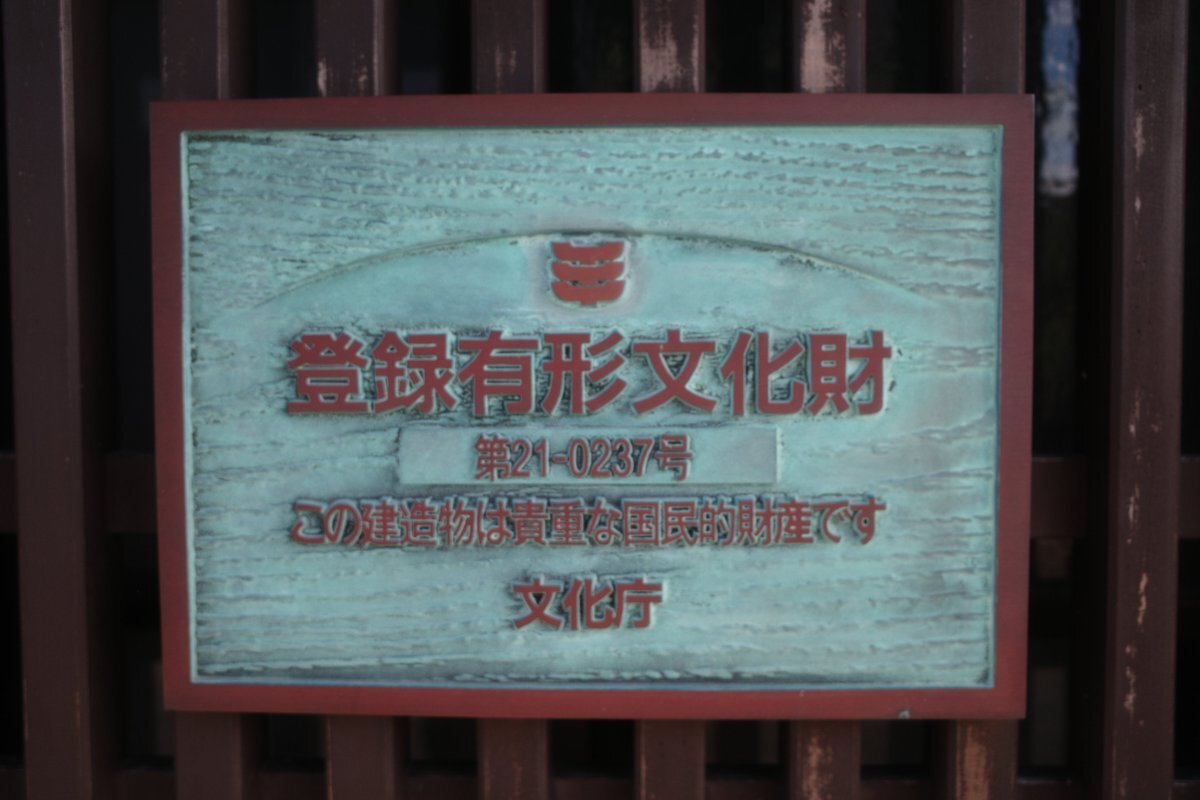 登録有形文化財
第21-0237号
この建造物は貴重な国民的財産です
文化庁